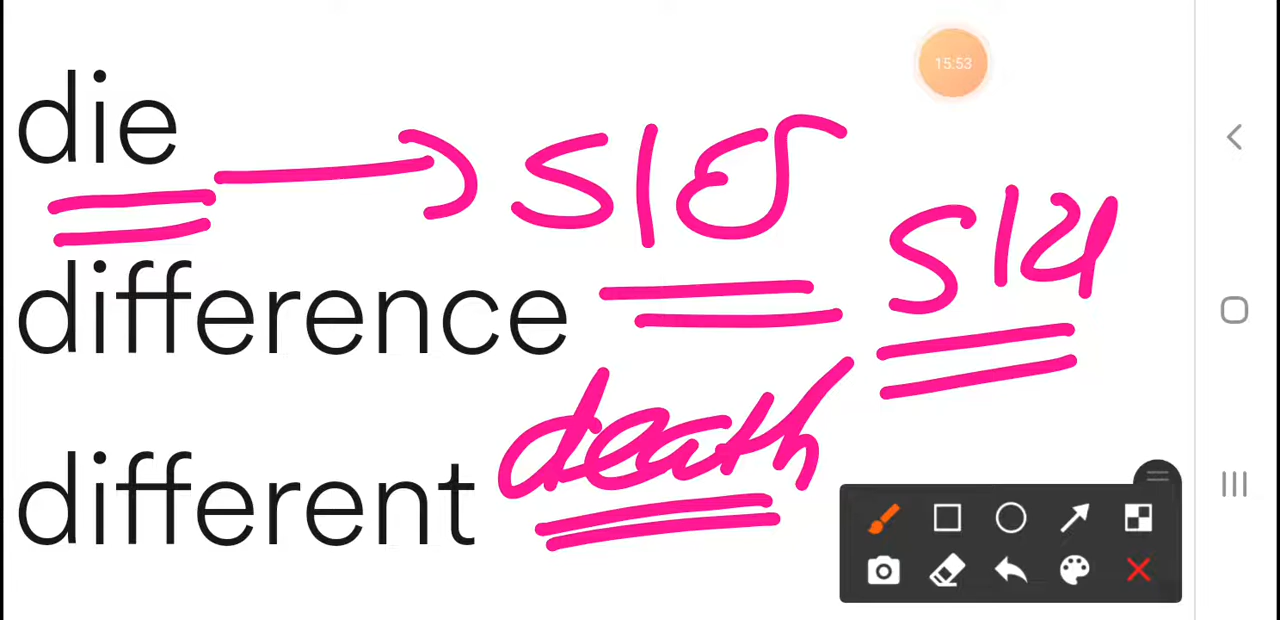 die ડાઈ
ડાય
difference
death
different
15:53